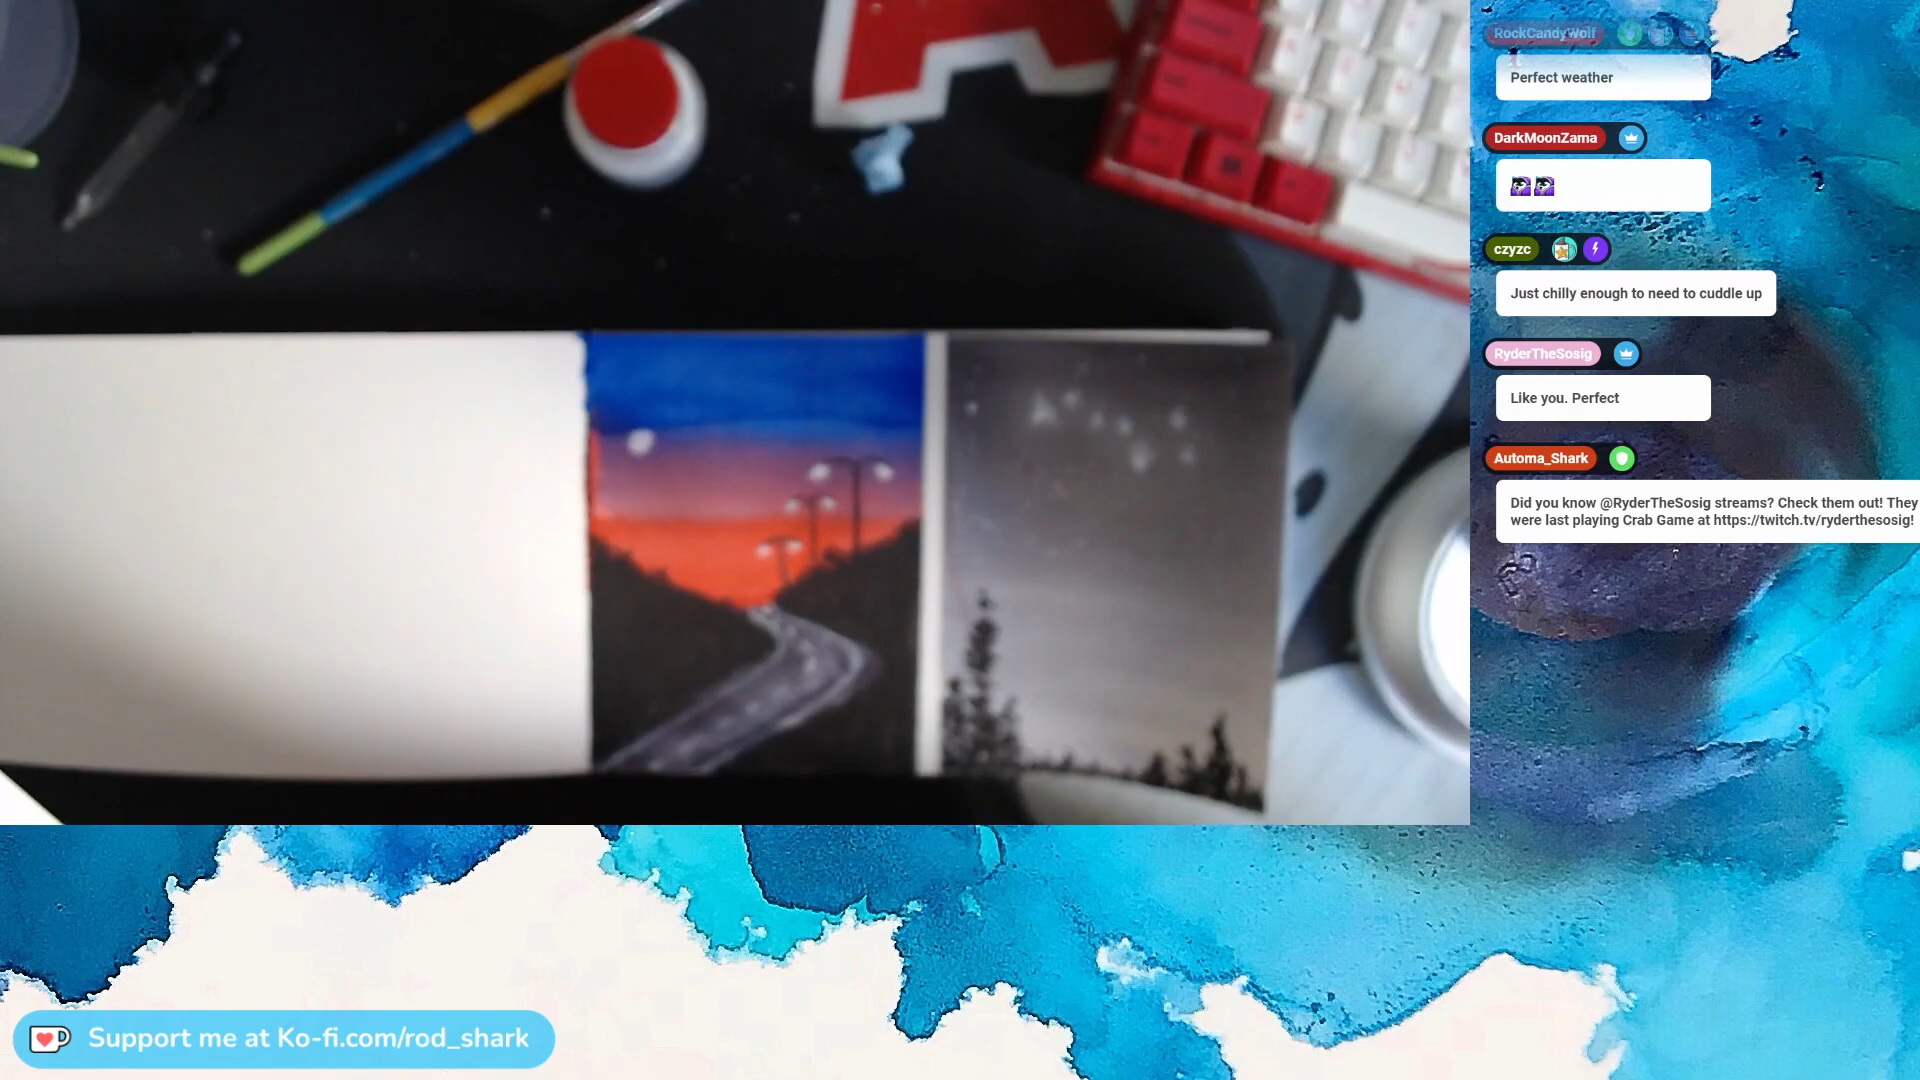 RockCandyWolf
Perfect weather
DarkMoonZama
czyzc
Just chilly enough to need to cuddle up
RyderTheSosig
Like you. Perfect
Automa_Shark
Did you know @RyderTheSosig streams? Check them out! They
were last playing Crab Game at https://twitch.tv/ryderthesosig!
Support me at Ko-fi.com/rod_shark